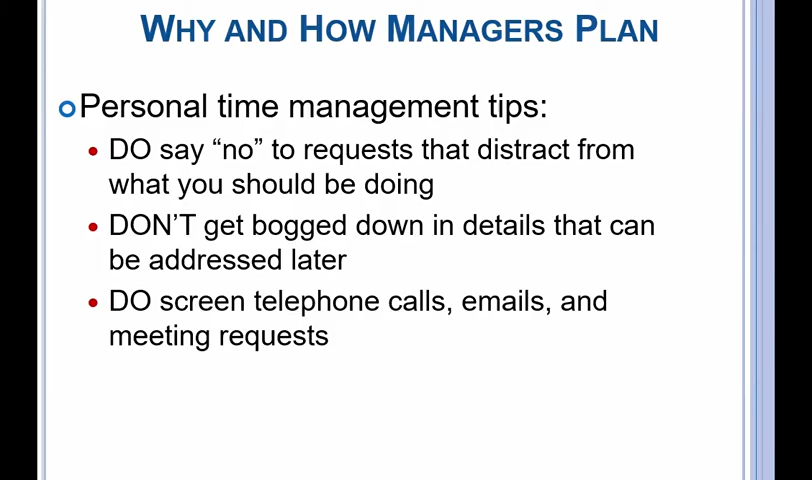 WHY AND HOW MANAGERS PLAN
Personal time management tips:
DO say “no” to requests that distract from
what you should be doing
DON’T get bogged down in details that can
be addressed later
DO screen telephone calls, emails, and
meeting requests